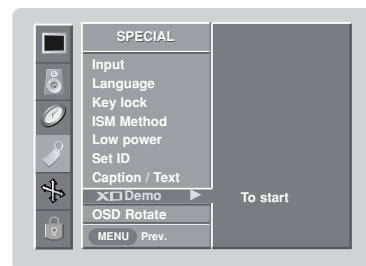 SPECIAL
Input
Language
Key lock
ISM Method
Low power
Set ID
Caption / Text
XD Demo ▶ To start
OSD Rotate
MENU Prev.